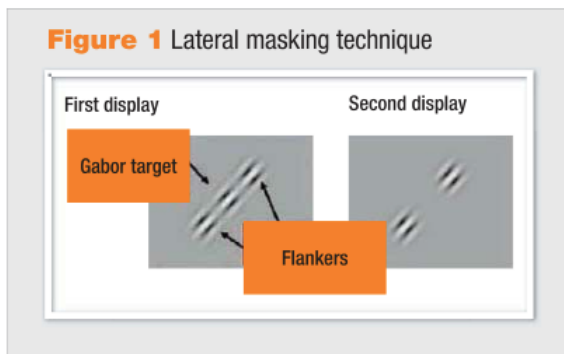 Figure 1 Lateral masking technique
First display
Second display
Gabor target
Flankers